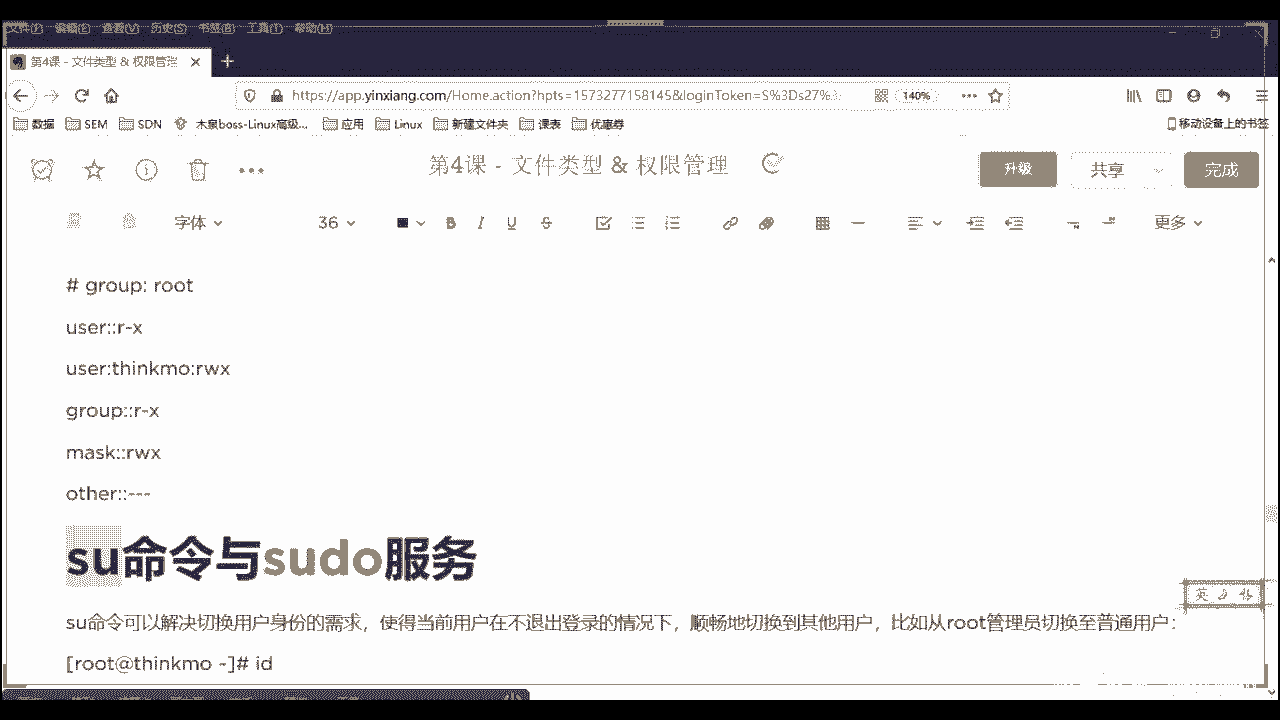 文件(F) 编辑(E) 查看(V) 历史(S) 书签(B) 工具(T) 帮助(H)
第4课 - 文件类型 & 权限管理
https://app.yinxiang.com/Home.action?hpts=1573277158145&loginToken=S%3Ds27%3 140%
数据 SEM SDN 木泉boss-Linux高级... 应用 Linux 新建文件夹 课表 优惠券 移动设备上的书签
第4课 - 文件类型 & 权限管理 升级 共享 完成
字体 36 B I U S 更多
# group: root
user::r-x
user:thinkmo:rwx
group::r-x
mask::rwx
other::---
su命令与sudo服务
su命令可以解决切换用户身份的需求，使得当前用户在不退出登录的情况下，顺畅地切换到其他用户，比如从root管理员切换至普通用户：
[root@thinkmo ~]# id